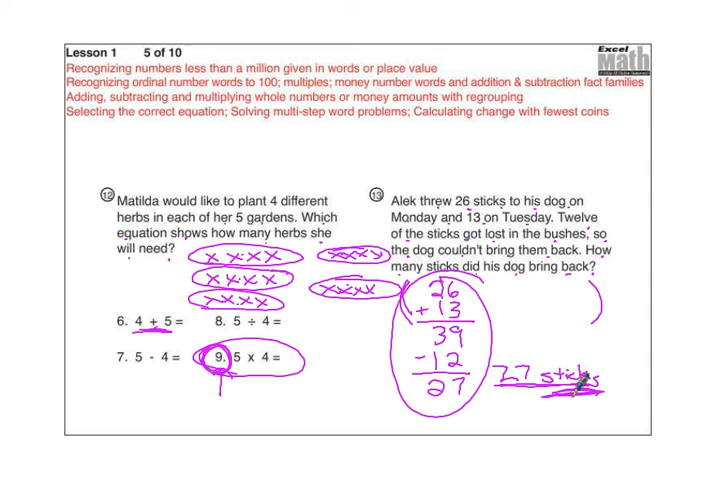 Lesson 1 5 of 10
Excel
Math
Recognizing numbers less than a million given in words or place value
Recognizing ordinal number words to 100; multiples; money number words and addition & subtraction fact families
Adding, subtracting and multiplying whole numbers or money amounts with regrouping
Selecting the correct equation; Solving multi-step word problems; Calculating change with fewest coins
12 Matilda would like to plant 4 different
herbs in each of her 5 gardens. Which
equation shows how many herbs she
will need?
x x x x
x x x x
x x x x
x x x x
x x x x
6. 4 + 5 = 8. 5 ÷ 4 =
7. 5 - 4 = 9. 5 x 4 =
13 Alek threw 26 sticks to his dog on
Monday and 13 on Tuesday. Twelve
of the sticks got lost in the bushes, so
the dog couldn't bring them back. How
many sticks did his dog bring back?
26
+ 13
39
- 12
27
27 sticks